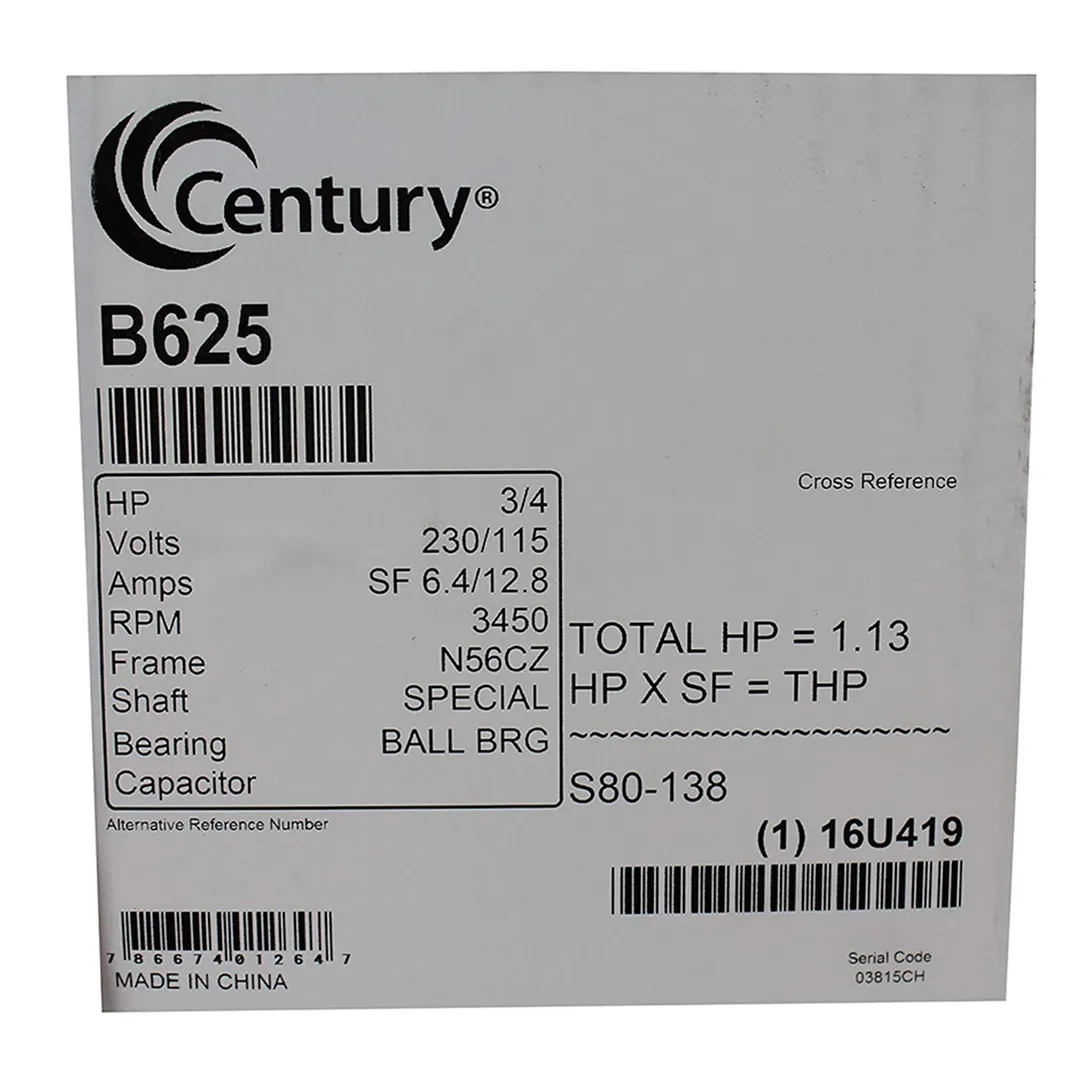 Century®
B625
HP 3/4
Volts 230/115
Amps SF 6.4/12.8
RPM 3450
Frame N56CZ
Shaft SPECIAL
Bearing BALL BRG
Capacitor
Alternative Reference Number
Cross Reference
TOTAL HP = 1.13
HP X SF = THP
~~~~~~~~~~~~~~~~~~~
S80-138
(1) 16U419
7 86674 01264 7
MADE IN CHINA
Serial Code
03815CH